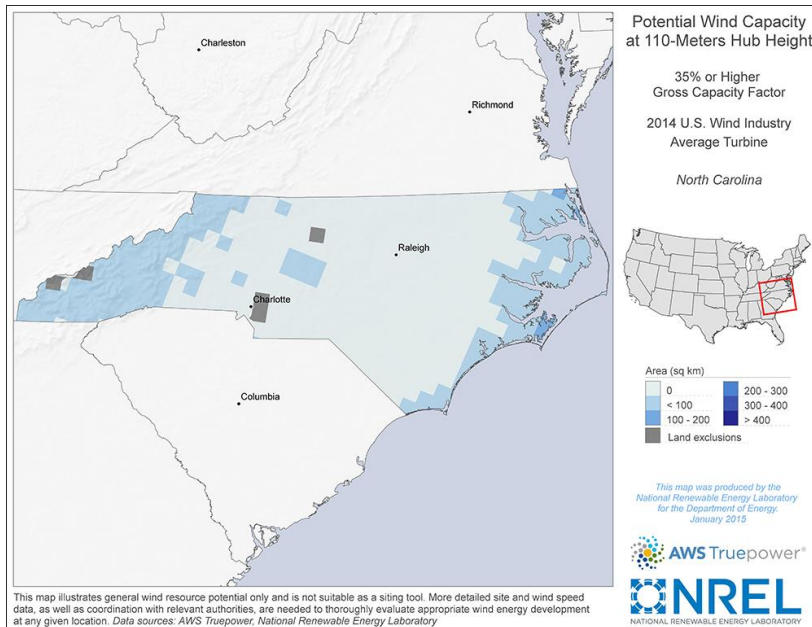 Potential Wind Capacity
at 110-Meters Hub Height
35% or Higher
Gross Capacity Factor
2014 U.S. Wind Industry
Average Turbine
North Carolina
Charleston
Richmond
Raleigh
Charlotte
Columbia
Area (sq km)
0
< 100
100 - 200
200 - 300
300 - 400
> 400
Land exclusions
This map was produced by the
National Renewable Energy Laboratory
for the Department of Energy.
January 2015
AWS Truepower®
NREL
NATIONAL RENEWABLE ENERGY LABORATORY
This map illustrates general wind resource potential only and is not suitable as a siting tool. More detailed site and wind speed
data, as well as coordination with relevant authorities, are needed to thoroughly evaluate appropriate wind energy development
at any given location. Data sources: AWS Truepower, National Renewable Energy Laboratory